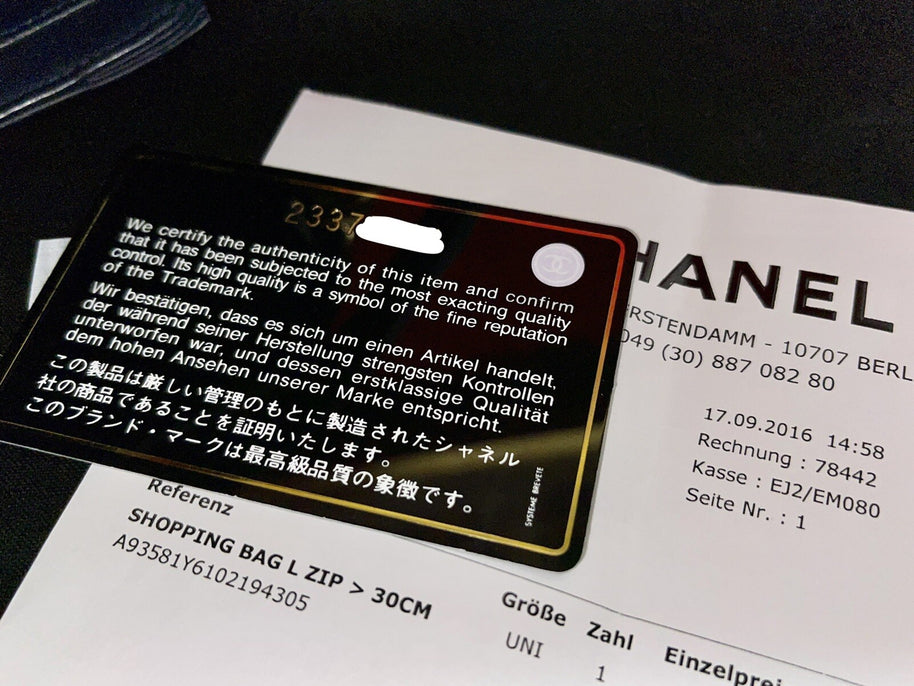 2337
We certify the authenticity of this item and confirm
that it has been subjected to the most exacting quality
control. Its high quality is a symbol of the fine reputation
of the Trademark.
Wir bestätigen, dass es sich um einen Artikel handelt,
der während seiner Herstellung strengsten Kontrollen
unterworfen war, und dessen erstklassige Qualität
dem hohen Ansehen unserer Marke entspricht.
この製品は厳しい管理のもとに製造されたシャネル
社の商品であることを証明いたします。
このブランド・マークは最高級品質の象徴です。
SYSTEME BREVETE
HANEL
RSTENDAMM - 10707 BERL
049 (30) 887 082 80
17.09.2016 14:58
Rechnung : 78442
Kasse : EJ2/EM080
Seite Nr. : 1
Referenz
SHOPPING BAG L ZIP > 30CM
A93581Y6102194305
Größe Zahl Einzelprei
UNI 1